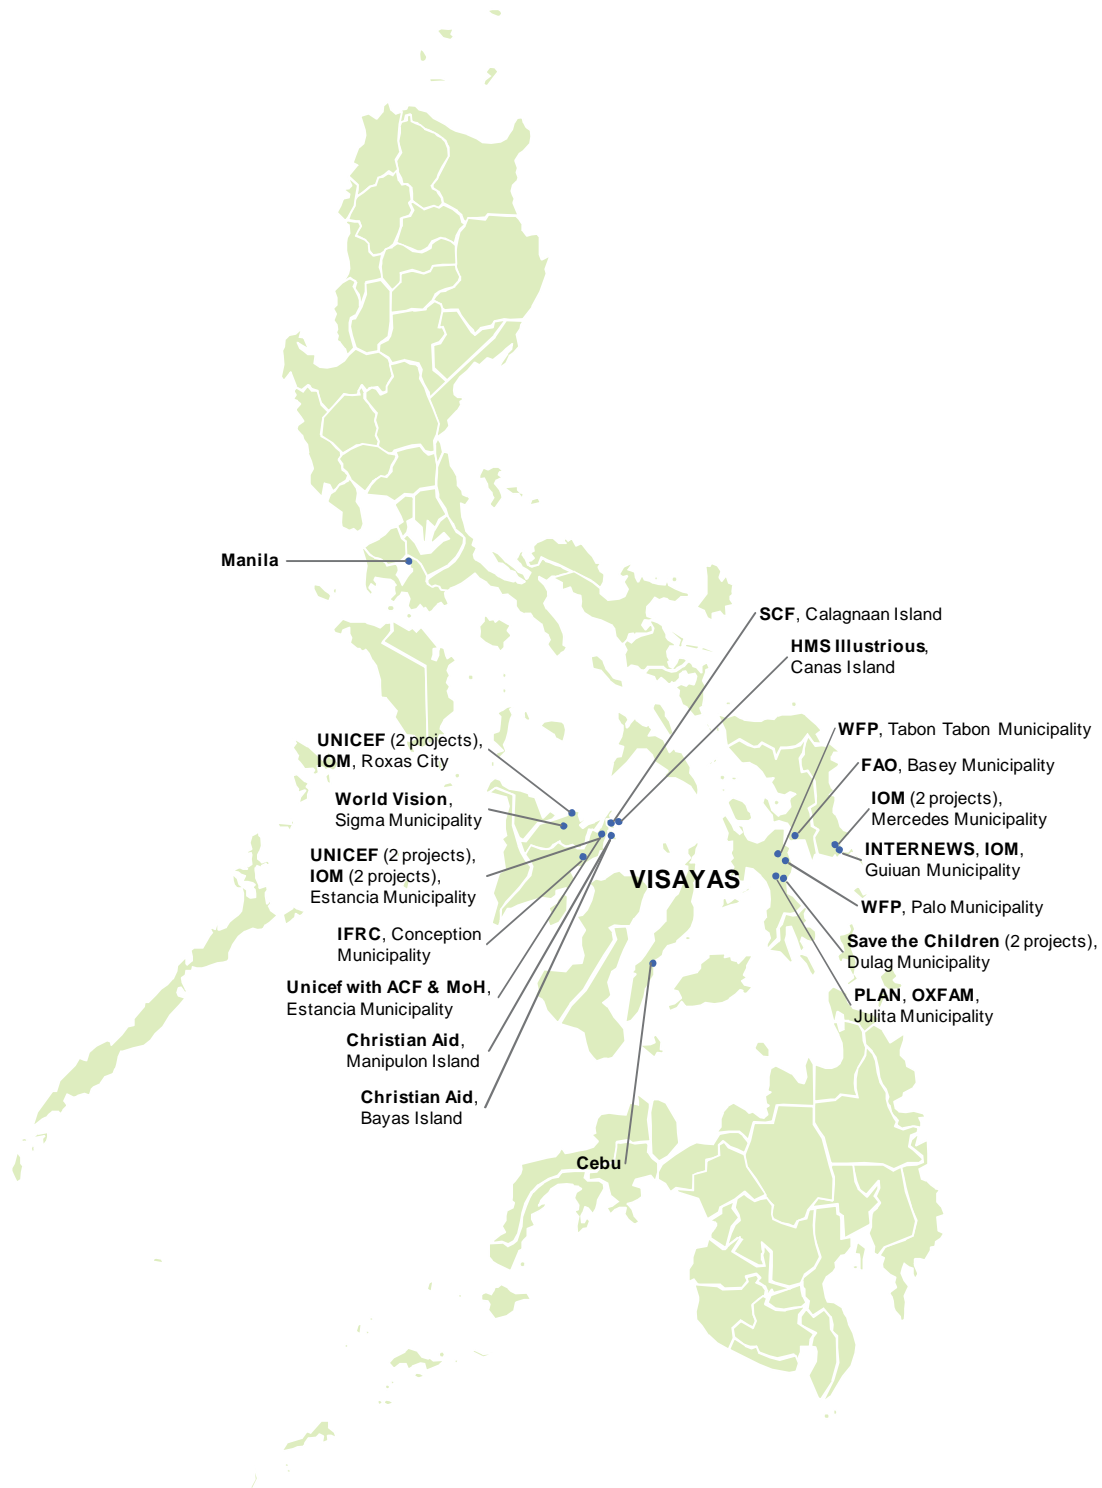 Manila
SCF, Calagnaan Island
HMS Illustrious,
Canas Island
WFP, Tabon Tabon Municipality
UNICEF (2 projects),
IOM, Roxas City
FAO, Basey Municipality
World Vision,
Sigma Municipality
IOM (2 projects),
Mercedes Municipality
UNICEF (2 projects),
IOM (2 projects),
Estancia Municipality
INTERNEWS, IOM,
Guiuan Municipality
VISAYAS
WFP, Palo Municipality
IFRC, Conception
Municipality
Save the Children (2 projects),
Dulag Municipality
Unicef with ACF & MoH,
Estancia Municipality
PLAN, OXFAM,
Julita Municipality
Christian Aid,
Manipulon Island
Christian Aid,
Bayas Island
Cebu